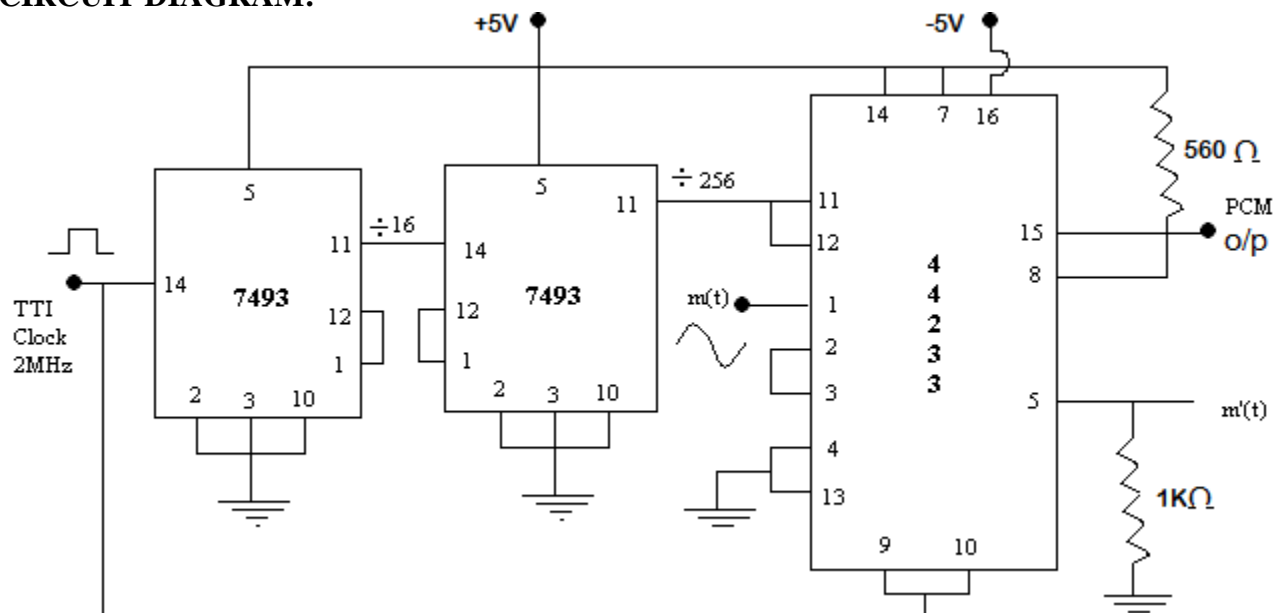 CIRCUIT DIAGRAM:
+5V
-5V
14 7 16
560 Ω
5
5
÷ 256
11
11
PCM
÷16
11
12
15
o/p
14
8
14
7493
7493
4
4
2
3
3
m(t)
1
TTI
Clock
2MHz
12
12
2
1
1
3
5
m'(t)
2 3 10
2 3 10
4
13
1KΩ
9 10